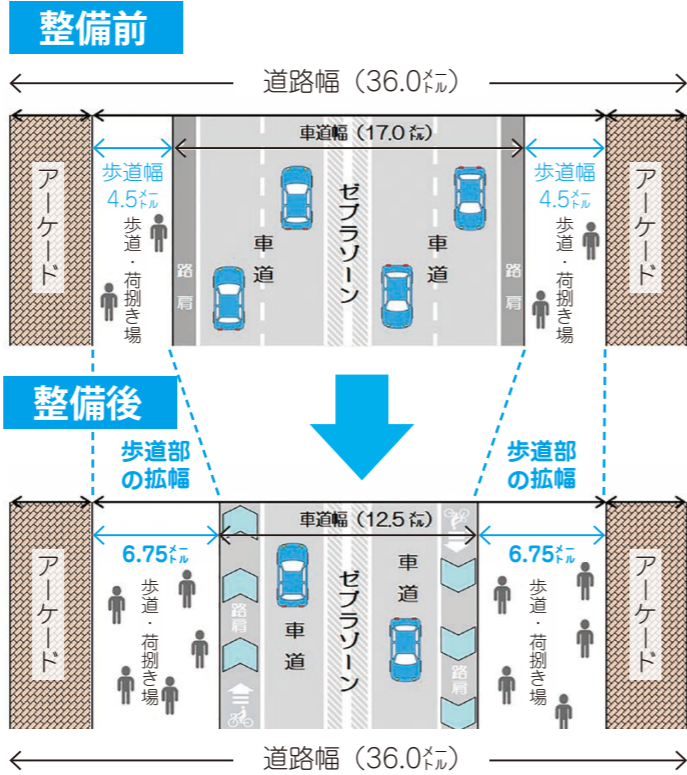 整備前
道路幅（36.0メートル）
車道幅（17.0メートル）
歩道幅
4.5メートル
歩道幅
4.5メートル
アーケード
歩道・荷捌き場
路肩
車道
ゼブラゾーン
車道
路肩
歩道・荷捌き場
アーケード
整備後
歩道部
の拡幅
歩道部
の拡幅
車道幅（12.5メートル）
6.75メートル
6.75メートル
アーケード
歩道・荷捌き場
路肩
車道
ゼブラゾーン
車道
路肩
歩道・荷捌き場
アーケード
道路幅（36.0メートル）